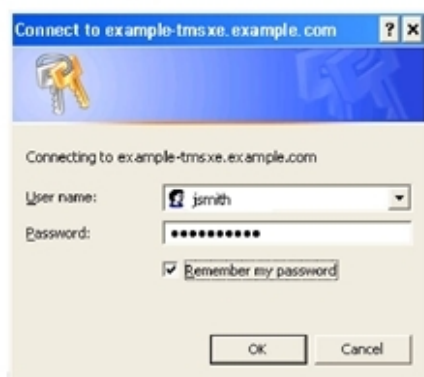 Connect to example-tmsxe.example.com
Connecting to example-tmsxe.example.com
User name: jsmith
Password: ••••••••••
Remember my password
OK Cancel